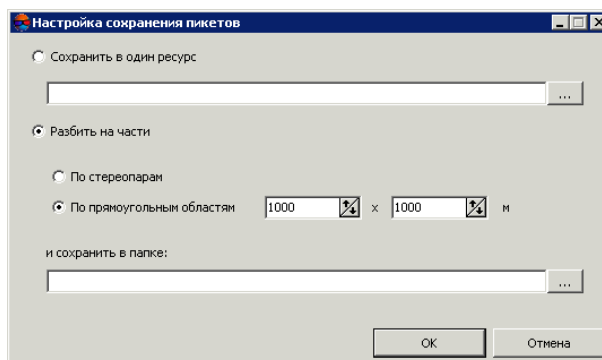 Настройка сохранения пикетов
Сохранить в один ресурс
...
Разбить на части
По стереопарам
По прямоугольным областям 1000 x 1000 м
и сохранить в папке:
...
OK Отмена